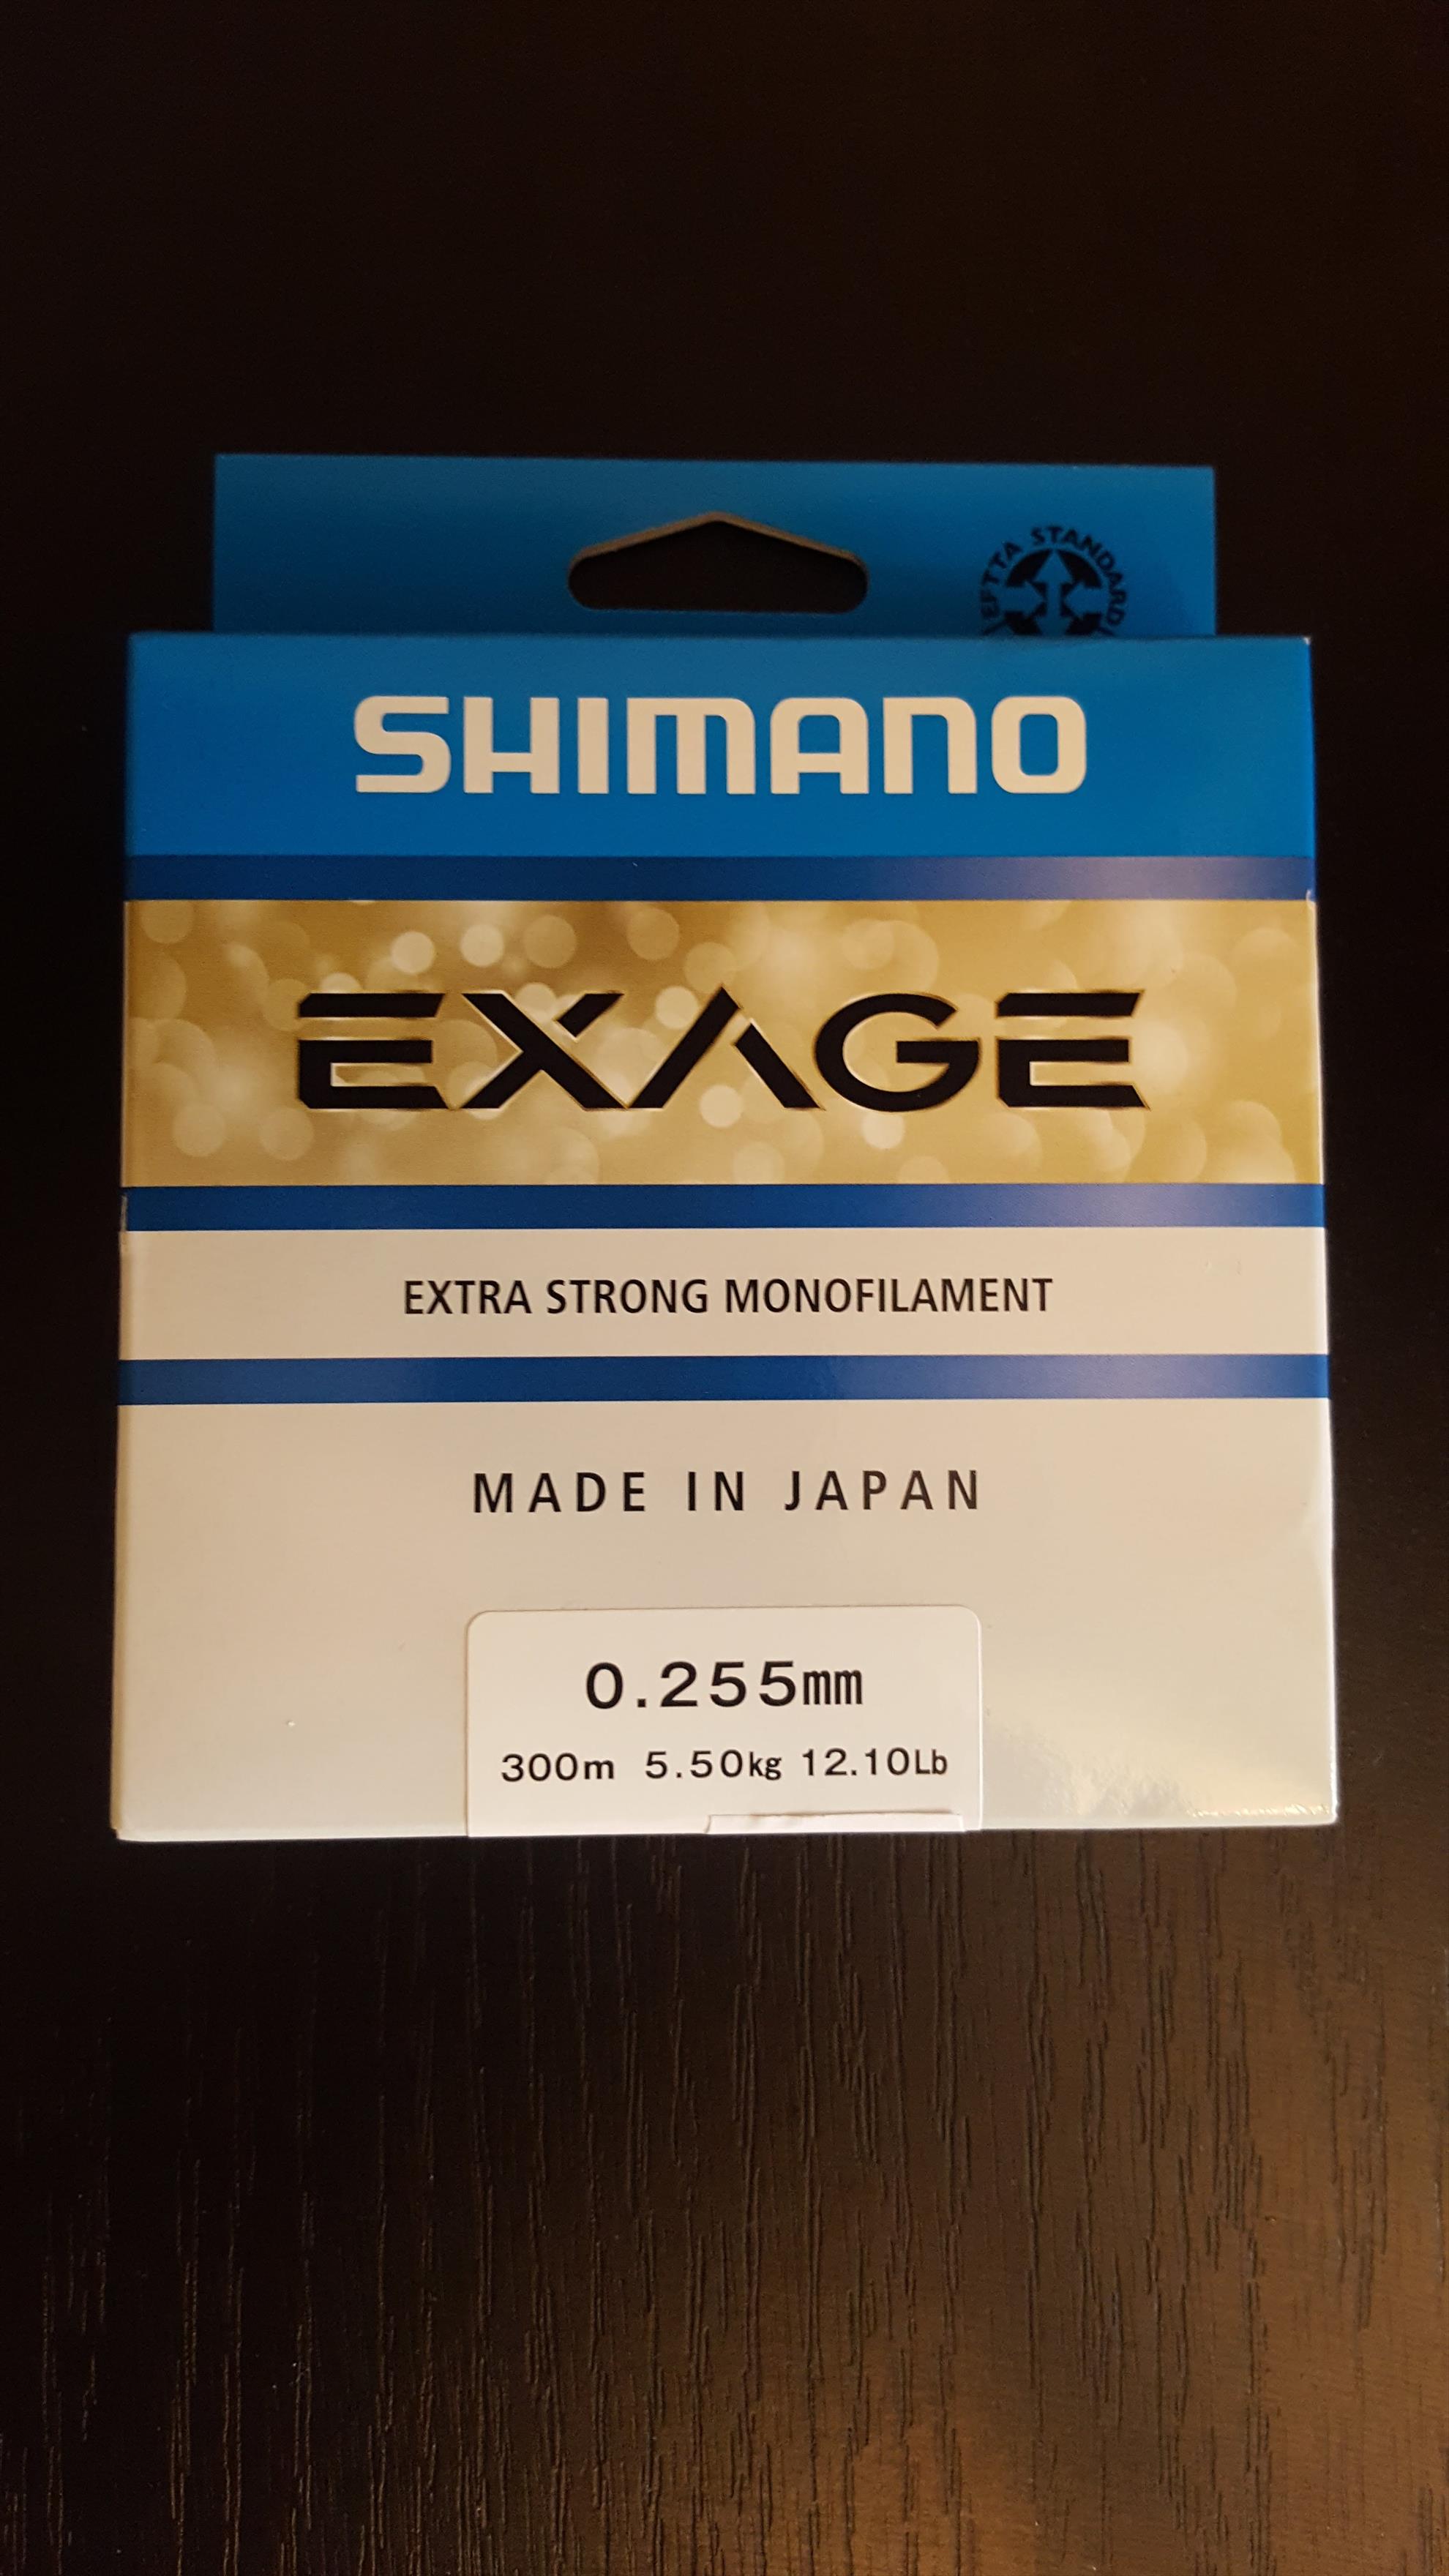 EFTTA STANDARD
SHIMANO
EXAGE
EXTRA STRONG MONOFILAMENT
MADE IN JAPAN
0.255mm
300m 5.50kg 12.10Lb